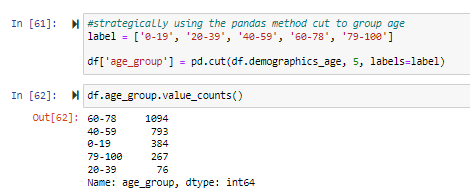 In [61]: #strategically using the pandas method cut to group age
label = ['0-19', '20-39', '40-59', '60-78', '79-100']
df['age_group'] = pd.cut(df.demographics_age, 5, labels=label)
In [62]: df.age_group.value_counts()
Out[62]: 60-78     1094
40-59      793
0-19       384
79-100     267
20-39       76
Name: age_group, dtype: int64